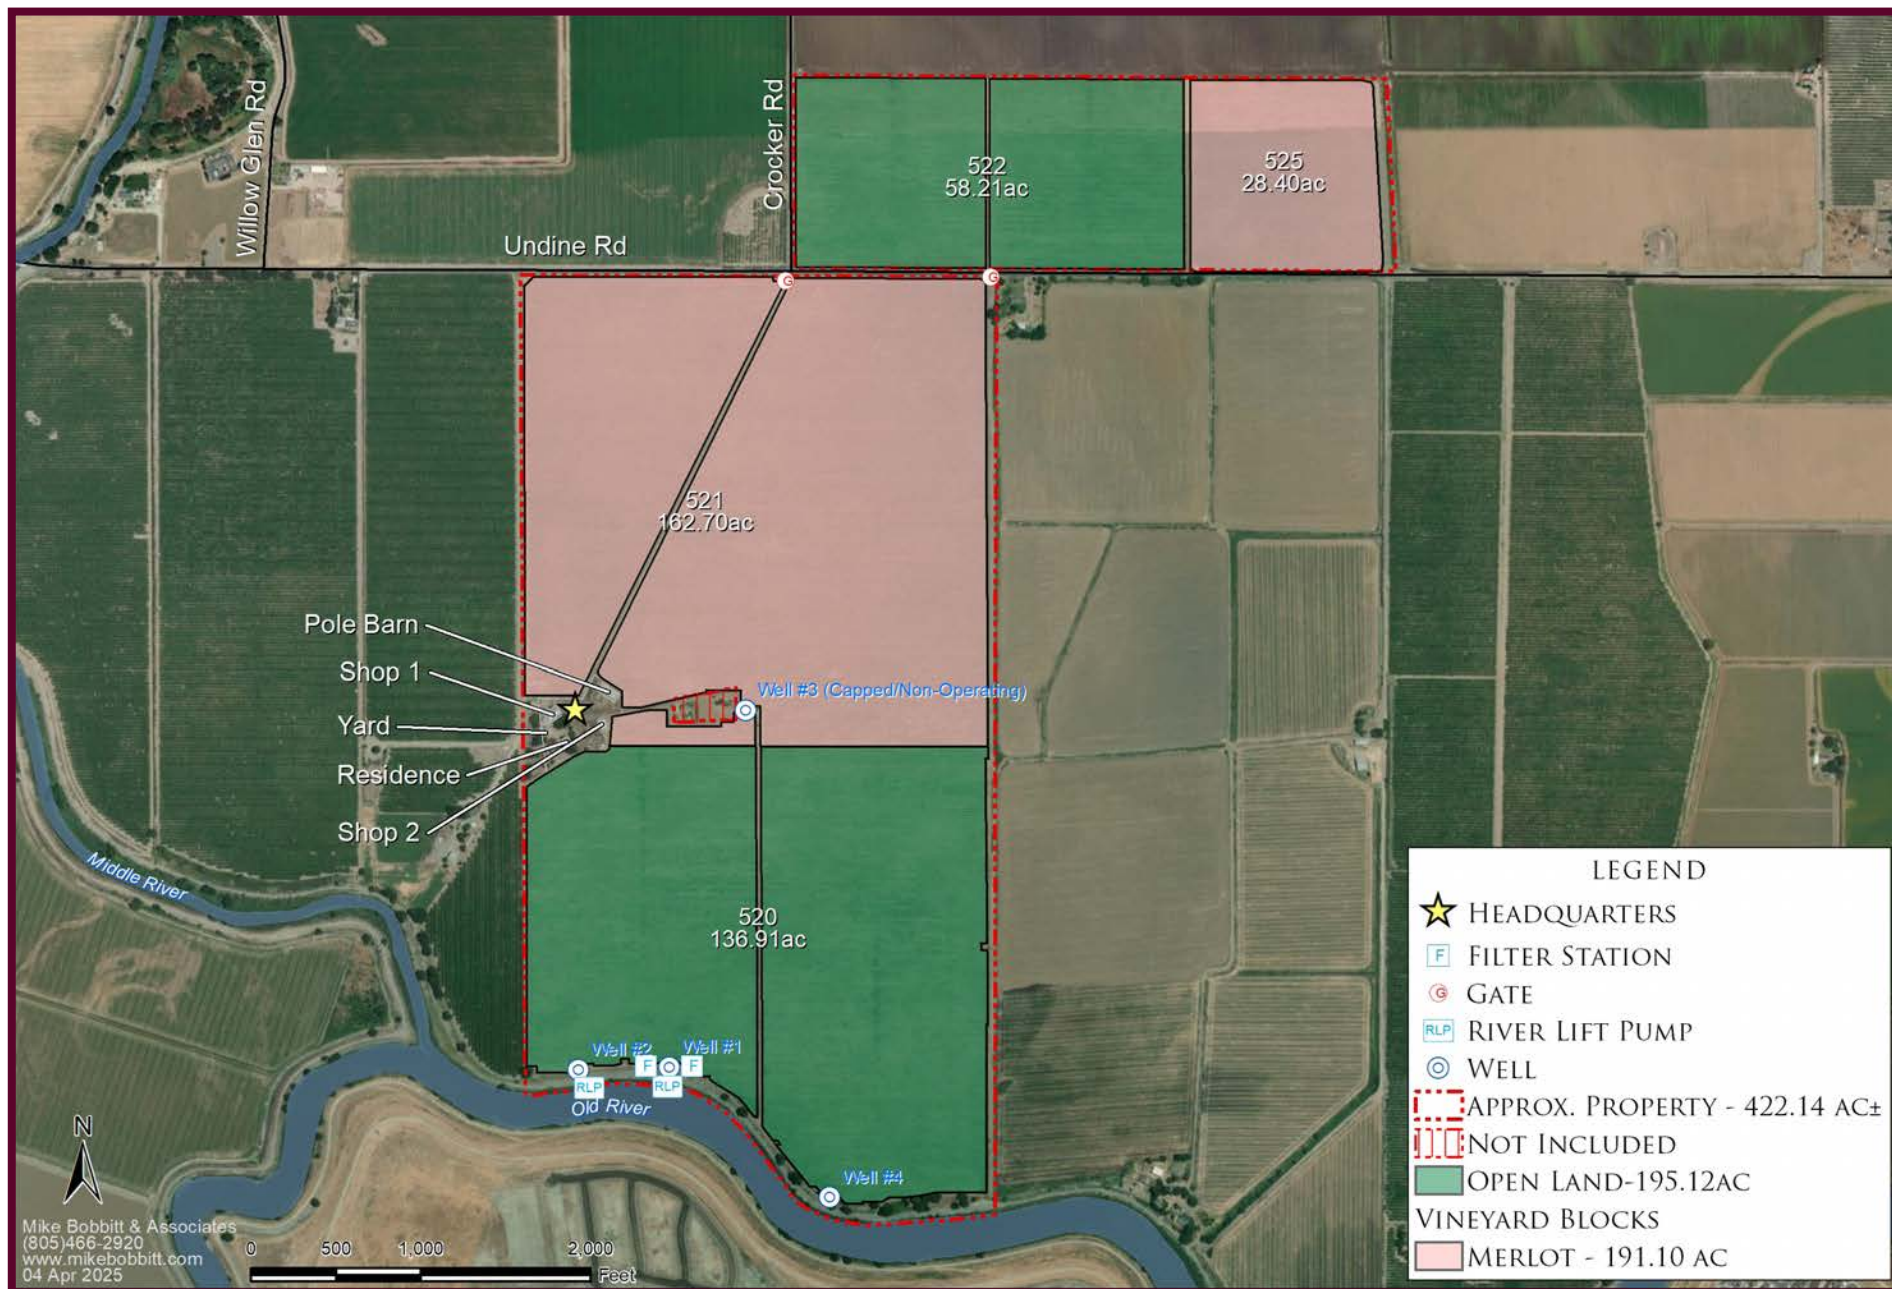 Willow Glen Rd
Crocker Rd
Undine Rd
522
58.21ac
525
28.40ac
G
G
521
162.70ac
Pole Barn
Shop 1
Yard
Residence
Shop 2
Well #3 (Capped/Non-Operating)
Middle River
520
136.91ac
Well #2
Well #1
F
F
RLP
RLP
Old River
Well #4
N
Mike Bobbitt & Associates
(805)466-2920
www.mikebobbitt.com
04 Apr 2025
0 500 1,000 2,000
Feet
LEGEND
HEADQUARTERS
F FILTER STATION
G GATE
RLP RIVER LIFT PUMP
WELL
APPROX. PROPERTY - 422.14 AC±
NOT INCLUDED
OPEN LAND-195.12AC
VINEYARD BLOCKS
MERLOT - 191.10 AC